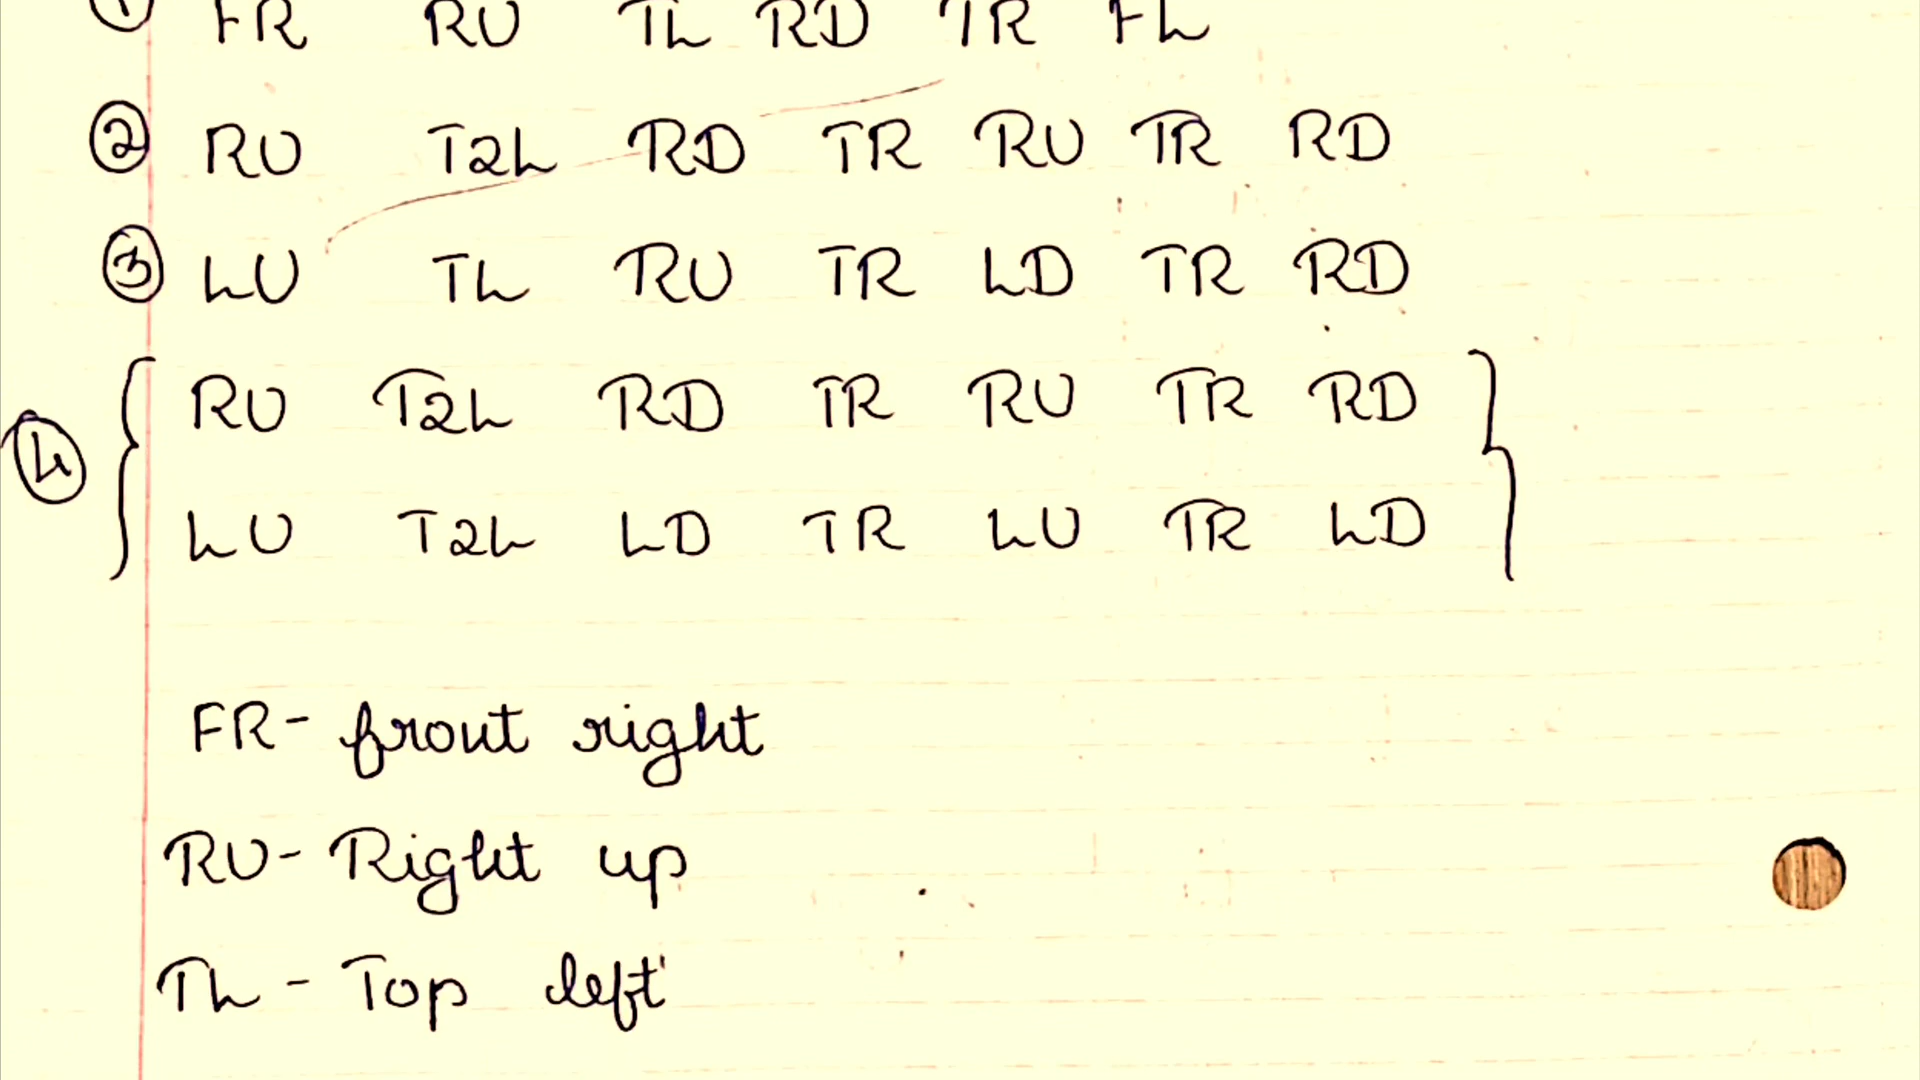 ① FR RU TL RD TR FL
② RU T2L RD TR RU TR RD
③ LU TL RU TR LD TR RD
④ { RU T2L RD TR RU TR RD }
LU T2L LD TR LU TR LD
FR - front right
RU - Right up
TL - Top left